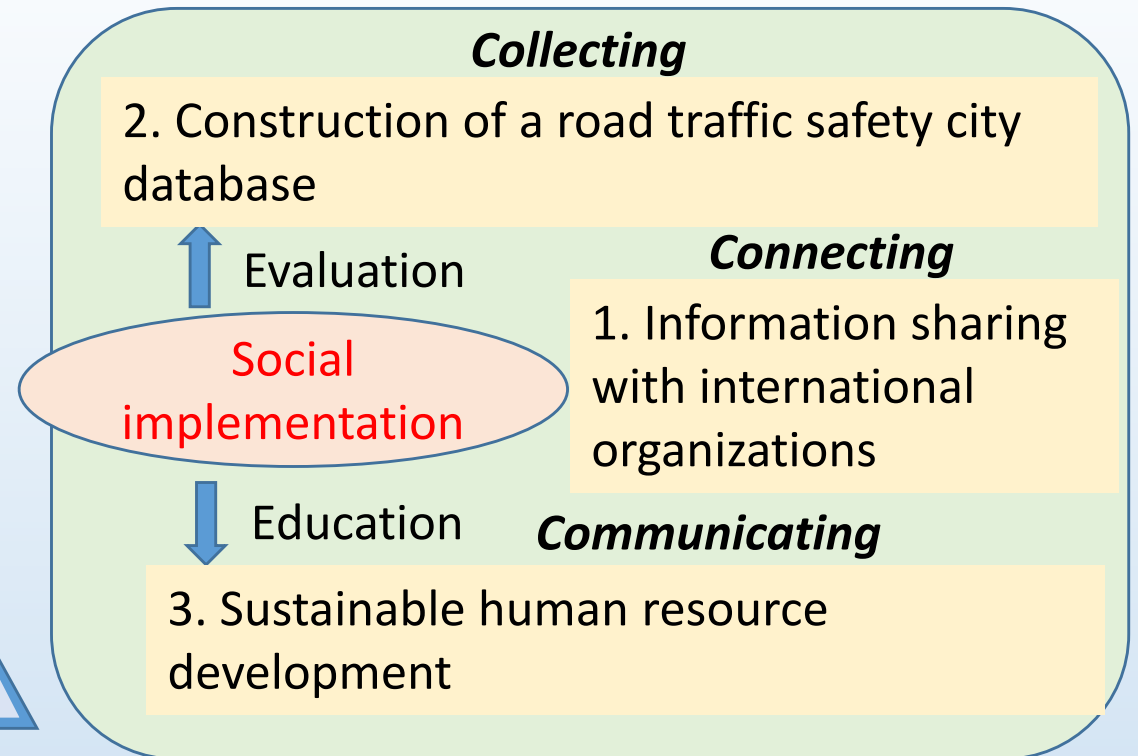 Collecting
2. Construction of a road traffic safety city
database
Evaluation
Connecting
Social
implementation
1. Information sharing
with international
organizations
Education
Communicating
3. Sustainable human resource
development